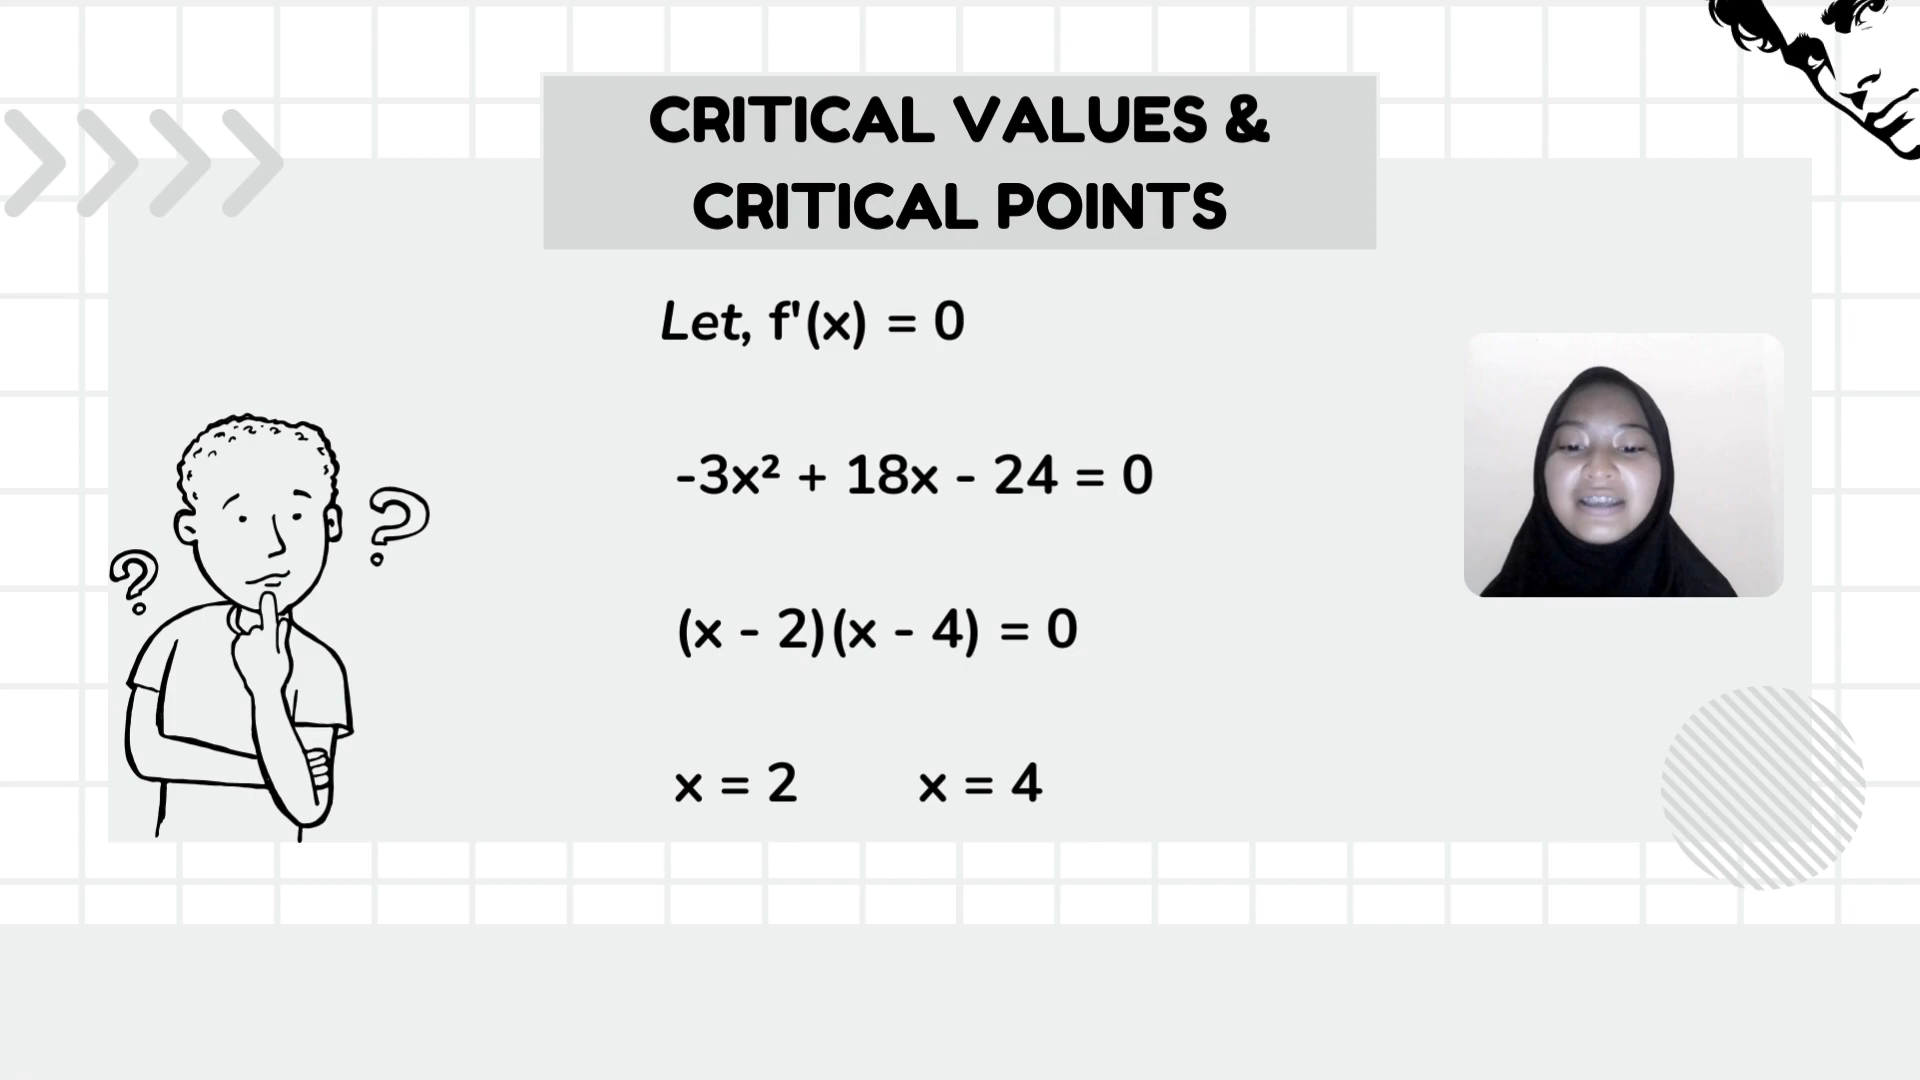 CRITICAL VALUES &
CRITICAL POINTS
Let, f'(x) = 0
-3x² + 18x - 24 = 0
(x - 2)(x - 4) = 0
x = 2 x = 4